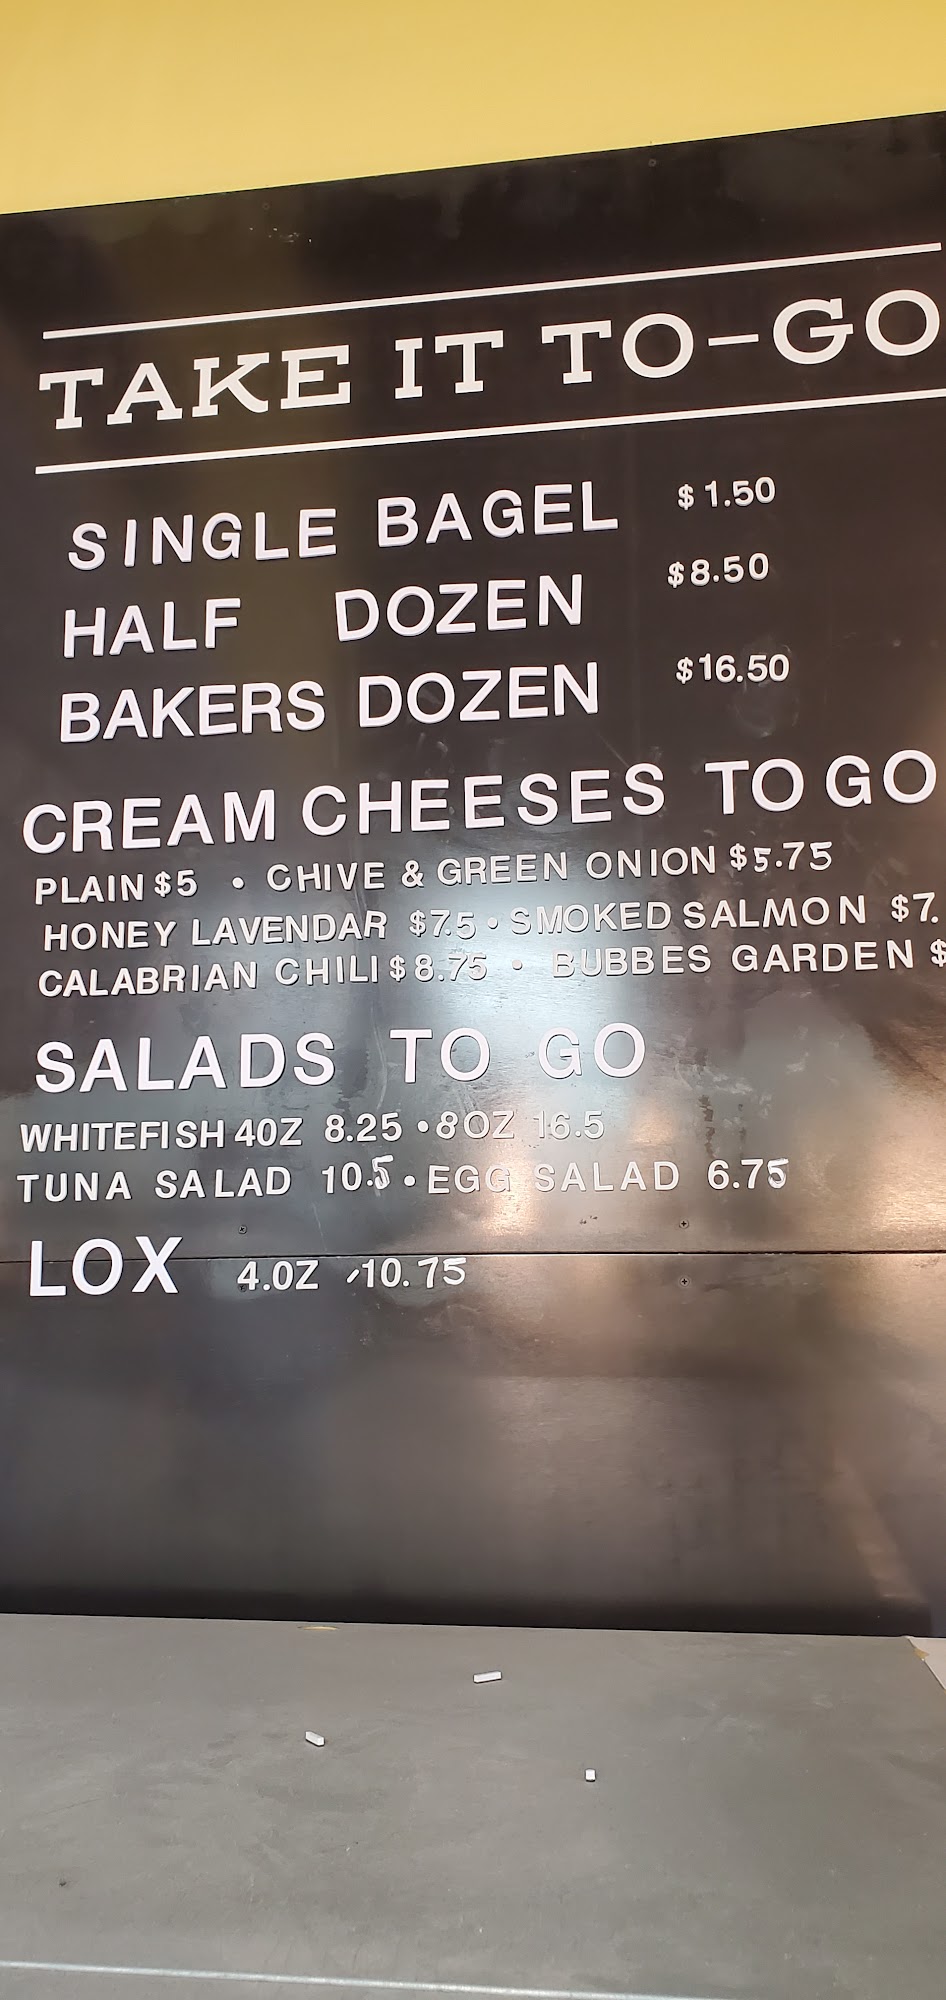 TAKE IT TO-GO
SINGLE BAGEL $1.50
HALF DOZEN $8.50
BAKERS DOZEN $16.50
CREAM CHEESES TO GO
PLAIN $5 • CHIVE & GREEN ONION $5.75
HONEY LAVENDAR $7.5 • SMOKED SALMON $7.
CALABRIAN CHILI $8.75 • BUBBES GARDEN $
SALADS TO GO
WHITEFISH 4OZ 8.25 • 8OZ 16.5
TUNA SALAD 10.5 • EGG SALAD 6.75
LOX 4.OZ 10.75